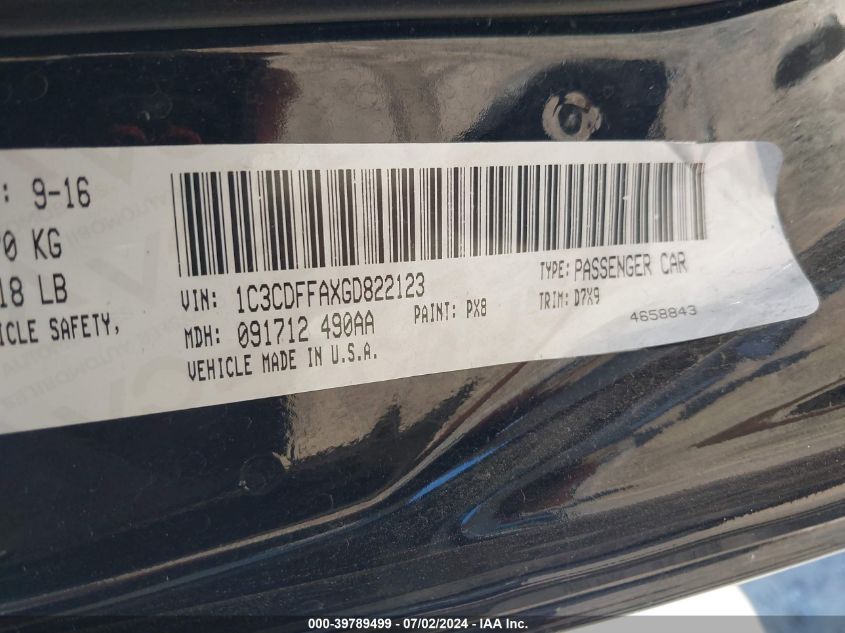 : 9-16
0 KG
18 LB
ICLE SAFETY,
VIN: 1C3CDFFAXGD822123
TYPE: PASSENGER CAR
MDH: 091712 490AA
PAINT: PX8
TRIM: D7X9
VEHICLE MADE IN U.S.A.
4658843
000-39789499 - 07/02/2024 - IAA Inc.